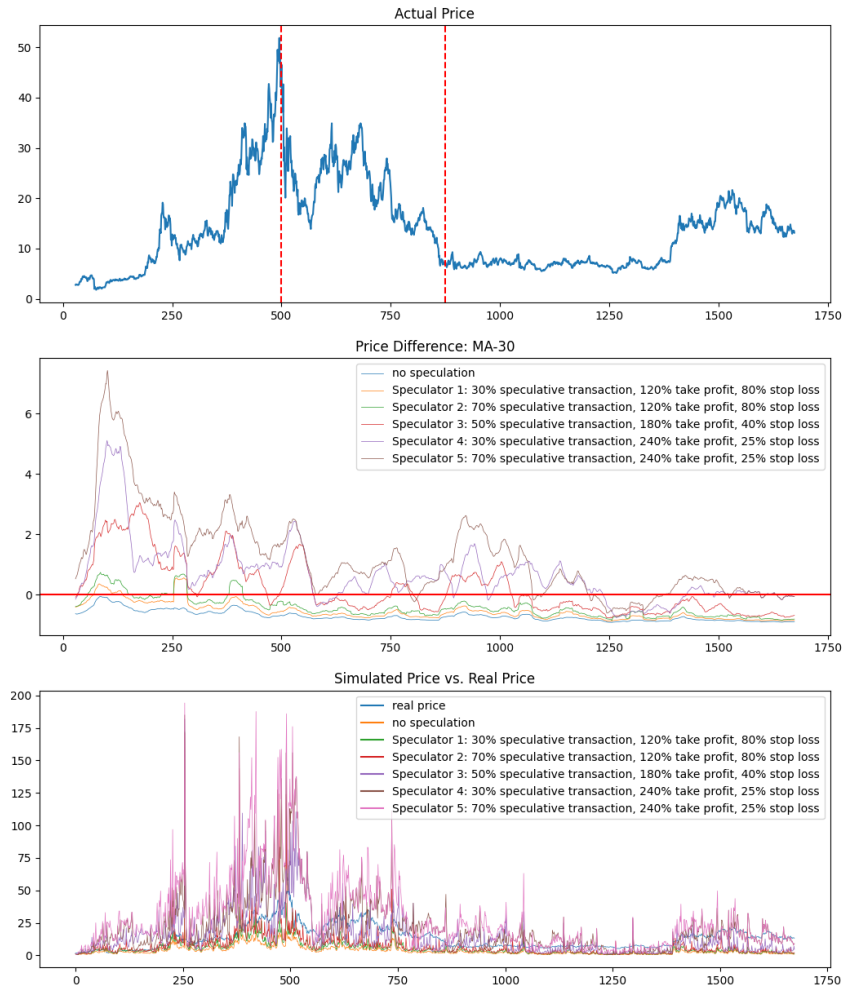 Actual Price
50
40
30
20
10
0
0 250 500 750 1000 1250 1500 1750
Price Difference: MA-30
no speculation
Speculator 1: 30% speculative transaction, 120% take profit, 80% stop loss
Speculator 2: 70% speculative transaction, 120% take profit, 80% stop loss
Speculator 3: 50% speculative transaction, 180% take profit, 40% stop loss
Speculator 4: 30% speculative transaction, 240% take profit, 25% stop loss
Speculator 5: 70% speculative transaction, 240% take profit, 25% stop loss
6
4
2
0
0 250 500 750 1000 1250 1500 1750
Simulated Price vs. Real Price
200
175
150
125
100
75
50
25
0
real price
no speculation
Speculator 1: 30% speculative transaction, 120% take profit, 80% stop loss
Speculator 2: 70% speculative transaction, 120% take profit, 80% stop loss
Speculator 3: 50% speculative transaction, 180% take profit, 40% stop loss
Speculator 4: 30% speculative transaction, 240% take profit, 25% stop loss
Speculator 5: 70% speculative transaction, 240% take profit, 25% stop loss
0 250 500 750 1000 1250 1500 1750